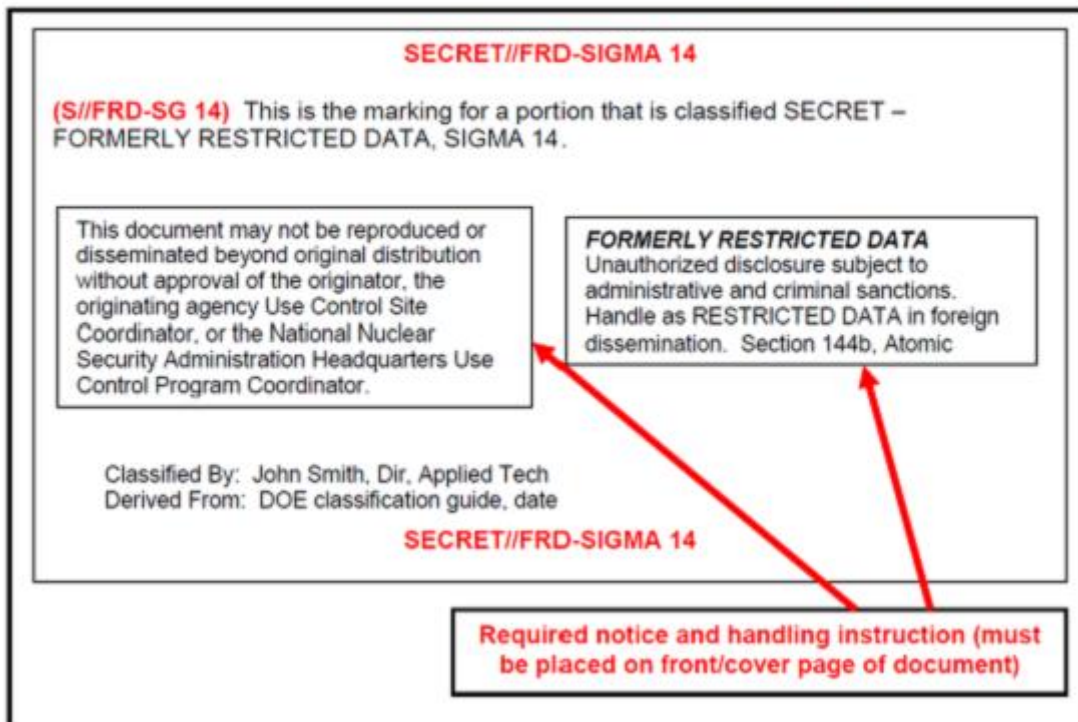 SECRET//FRD-SIGMA 14
(S//FRD-SG 14) This is the marking for a portion that is classified SECRET –
FORMERLY RESTRICTED DATA, SIGMA 14.
This document may not be reproduced or
disseminated beyond original distribution
without approval of the originator, the
originating agency Use Control Site
Coordinator, or the National Nuclear
Security Administration Headquarters Use
Control Program Coordinator.
FORMERLY RESTRICTED DATA
Unauthorized disclosure subject to
administrative and criminal sanctions.
Handle as RESTRICTED DATA in foreign
dissemination. Section 144b, Atomic
Classified By: John Smith, Dir, Applied Tech
Derived From: DOE classification guide, date
SECRET//FRD-SIGMA 14
Required notice and handling instruction (must
be placed on front/cover page of document)